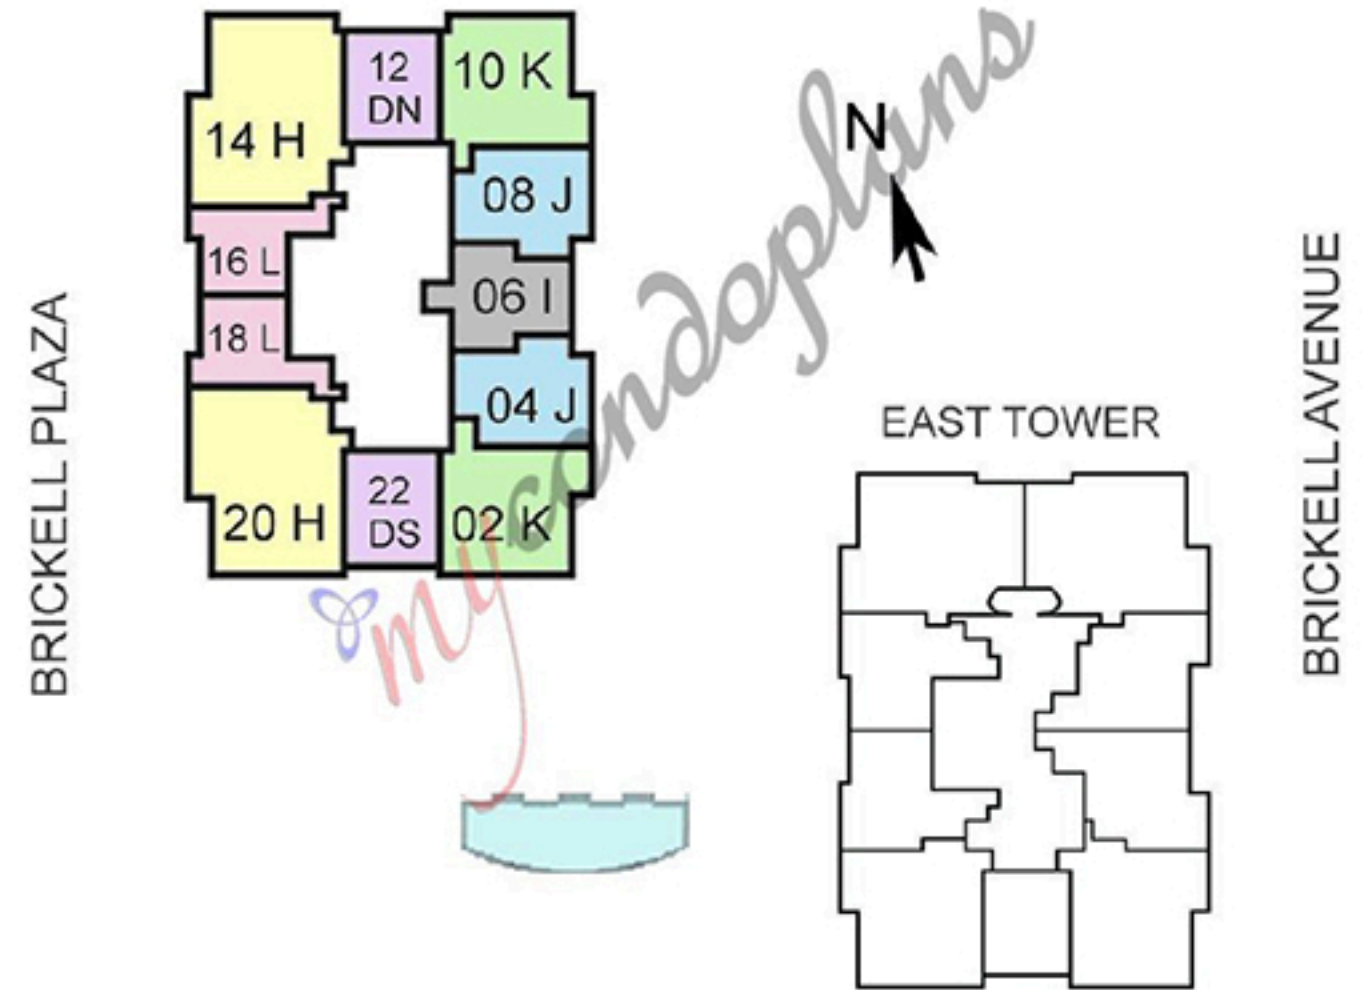 12
DN
10 K
14 H
08 J
16 L
06 I
18 L
04 J
20 H
22
DS
02 K
N
mycondoplans
BRICKELL PLAZA
EAST TOWER
BRICKELL AVENUE